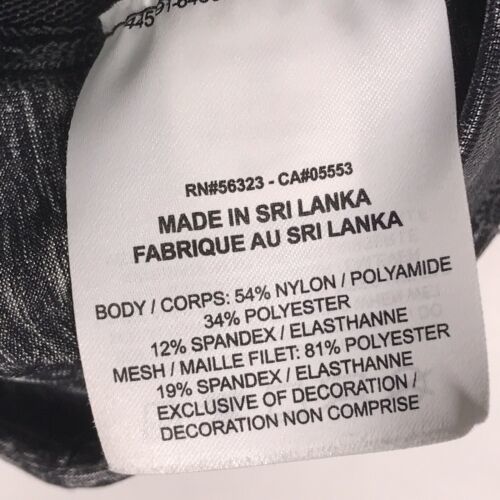 RN#56323 - CA#05553
MADE IN SRI LANKA
FABRIQUE AU SRI LANKA
BODY / CORPS: 54% NYLON / POLYAMIDE
34% POLYESTER
12% SPANDEX / ELASTHANNE
MESH / MAILLE FILET: 81% POLYESTER
19% SPANDEX / ELASTHANNE
EXCLUSIVE OF DECORATION /
DECORATION NON COMPRISE